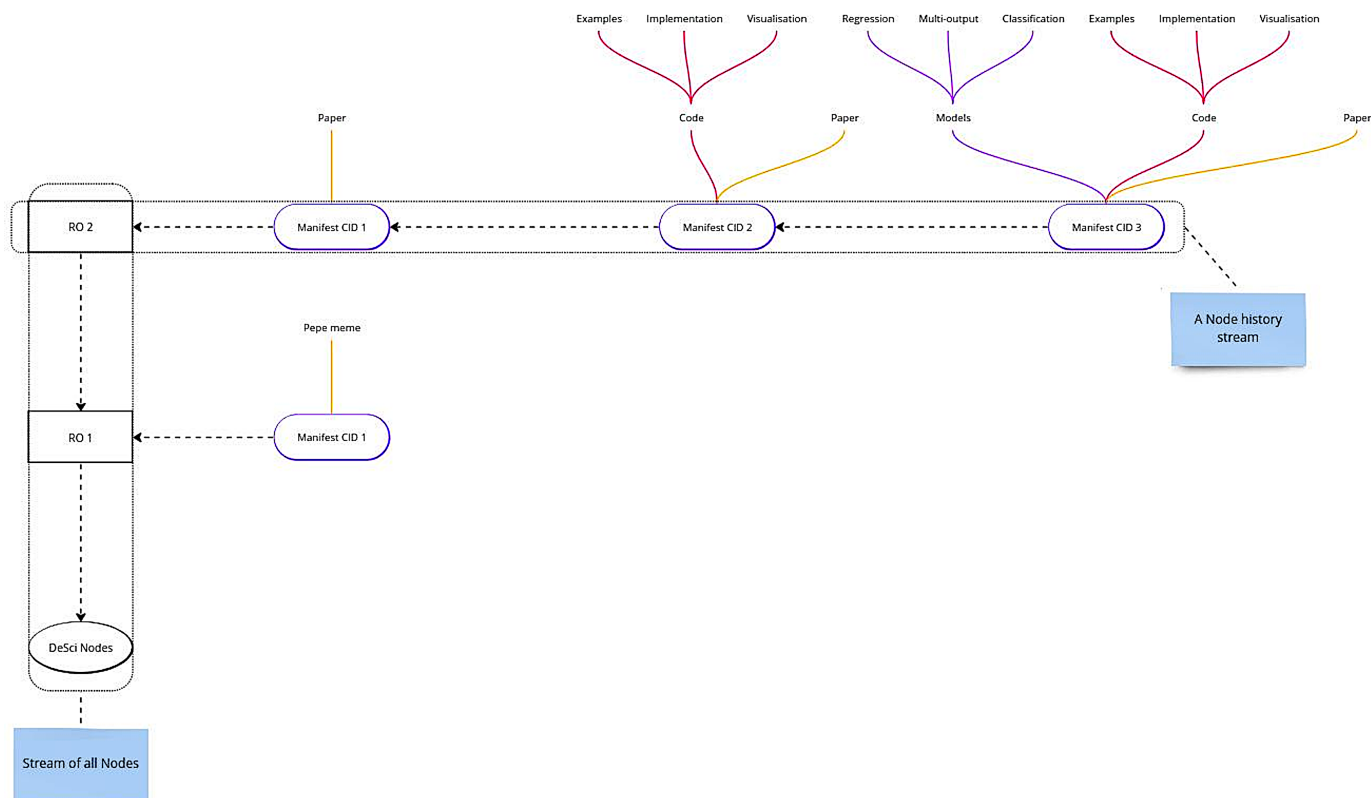 Examples Implementation Visualisation Regression Multi-output Classification Examples Implementation Visualisation
Paper Code Paper Models Code Paper
RO 2 Manifest CID 1 Manifest CID 2 Manifest CID 3
A Node history
stream
Pepe meme
RO 1 Manifest CID 1
DeSci Nodes
Stream of all Nodes